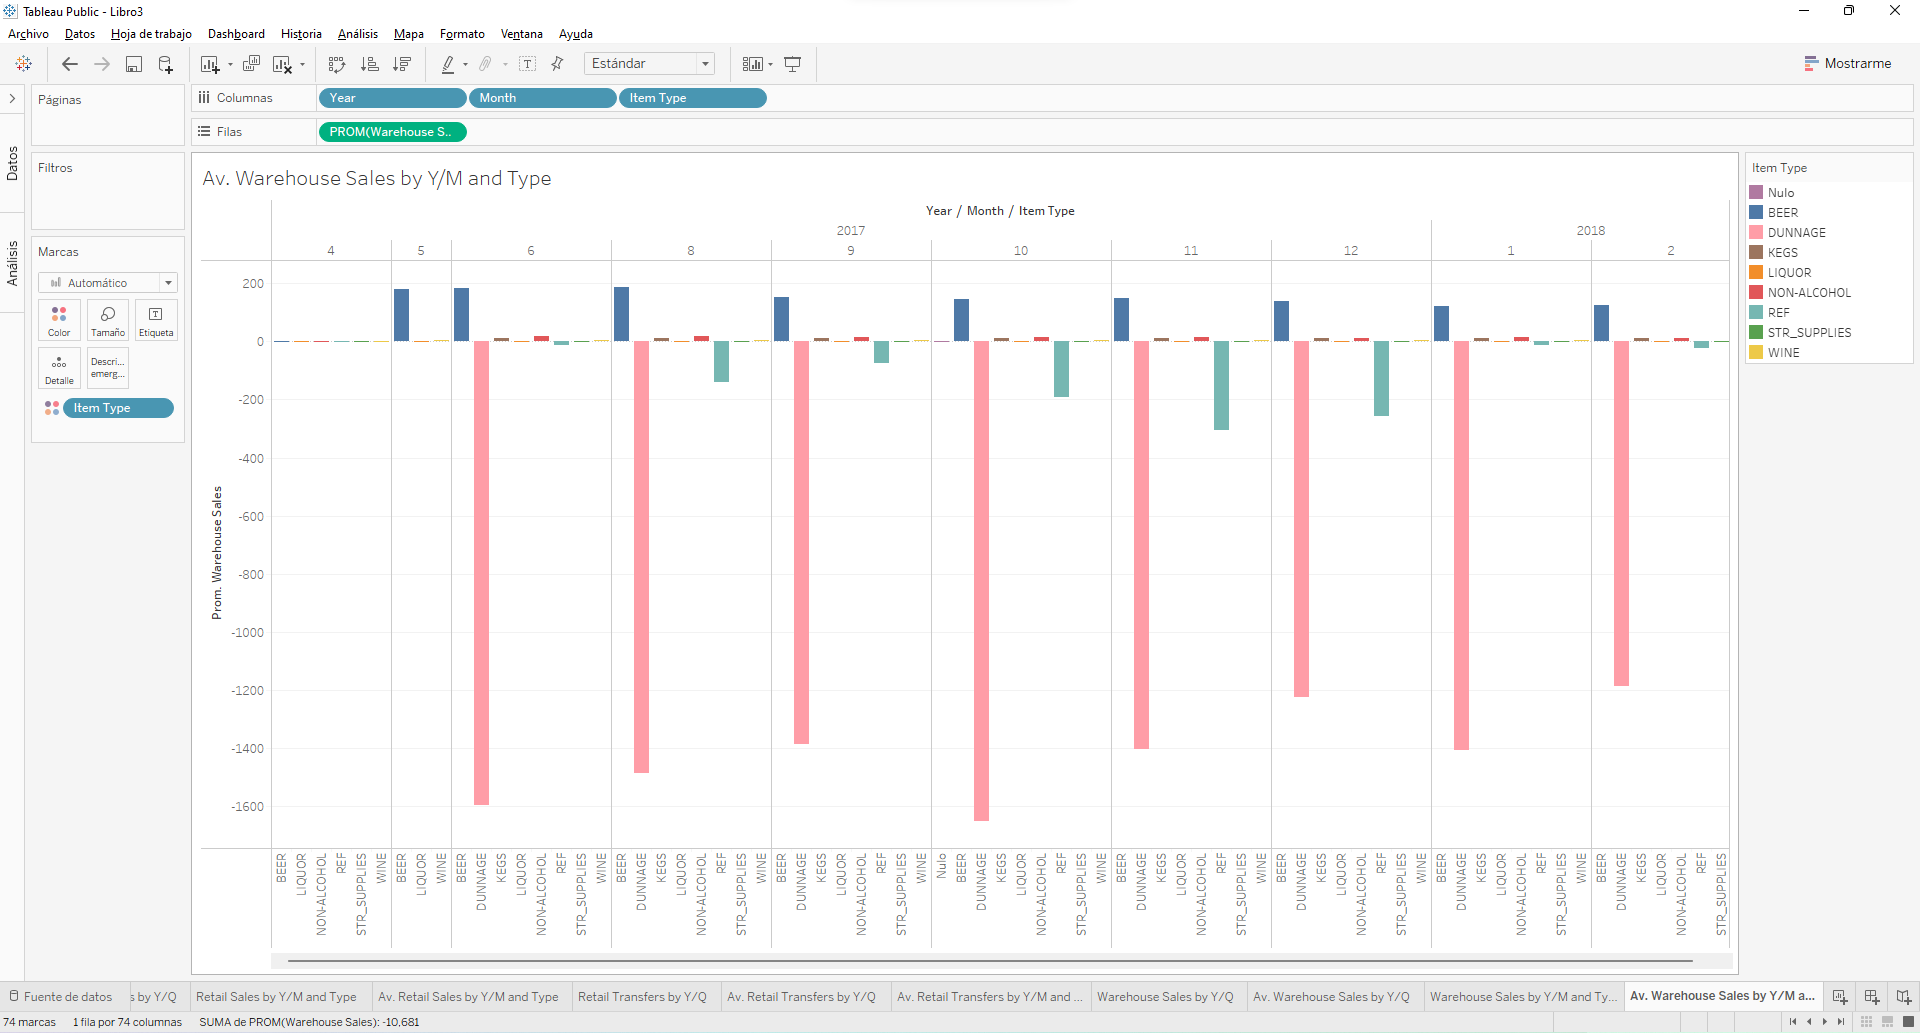 Tableau Public - Libro3
Archivo Datos Hoja de trabajo Dashboard Historia Análisis Mapa Formato Ventana Ayuda
Estándar
Mostrarme
Páginas
Columnas Year Month Item Type
Filas PROM(Warehouse S..
Datos
Análisis
Filtros
Marcas
Automático
Color Tamaño Etiqueta
Detalle Descri... emerg...
Item Type
Av. Warehouse Sales by Y/M and Type
Year / Month / Item Type
2017 2018
4 5 6 8 9 10 11 12 1 2
Prom. Warehouse Sales
200
0
-200
-400
-600
-800
-1000
-1200
-1400
-1600
BEER LIQUOR NON-ALCOHOL REF STR_SUPPLIES WINE
BEER LIQUOR WINE
BEER DUNNAGE KEGS LIQUOR NON-ALCOHOL REF STR_SUPPLIES WINE
BEER DUNNAGE KEGS LIQUOR NON-ALCOHOL REF STR_SUPPLIES WINE
BEER DUNNAGE KEGS LIQUOR NON-ALCOHOL REF STR_SUPPLIES WINE
Nulo BEER DUNNAGE KEGS LIQUOR NON-ALCOHOL REF STR_SUPPLIES WINE
BEER DUNNAGE KEGS LIQUOR NON-ALCOHOL REF STR_SUPPLIES WINE
BEER DUNNAGE KEGS LIQUOR NON-ALCOHOL REF STR_SUPPLIES WINE
BEER DUNNAGE KEGS LIQUOR NON-ALCOHOL REF STR_SUPPLIES WINE
BEER DUNNAGE KEGS LIQUOR NON-ALCOHOL REF STR_SUPPLIES
Item Type
Nulo
BEER
DUNNAGE
KEGS
LIQUOR
NON-ALCOHOL
REF
STR_SUPPLIES
WINE
Fuente de datos s by Y/Q Retail Sales by Y/M and Type Av. Retail Sales by Y/M and Type Retail Transfers by Y/Q Av. Retail Transfers by Y/Q Av. Retail Transfers by Y/M and ... Warehouse Sales by Y/Q Av. Warehouse Sales by Y/Q Warehouse Sales by Y/M and Ty... Av. Warehouse Sales by Y/M a...
74 marcas 1 fila por 74 columnas SUMA de PROM(Warehouse Sales): -10,681